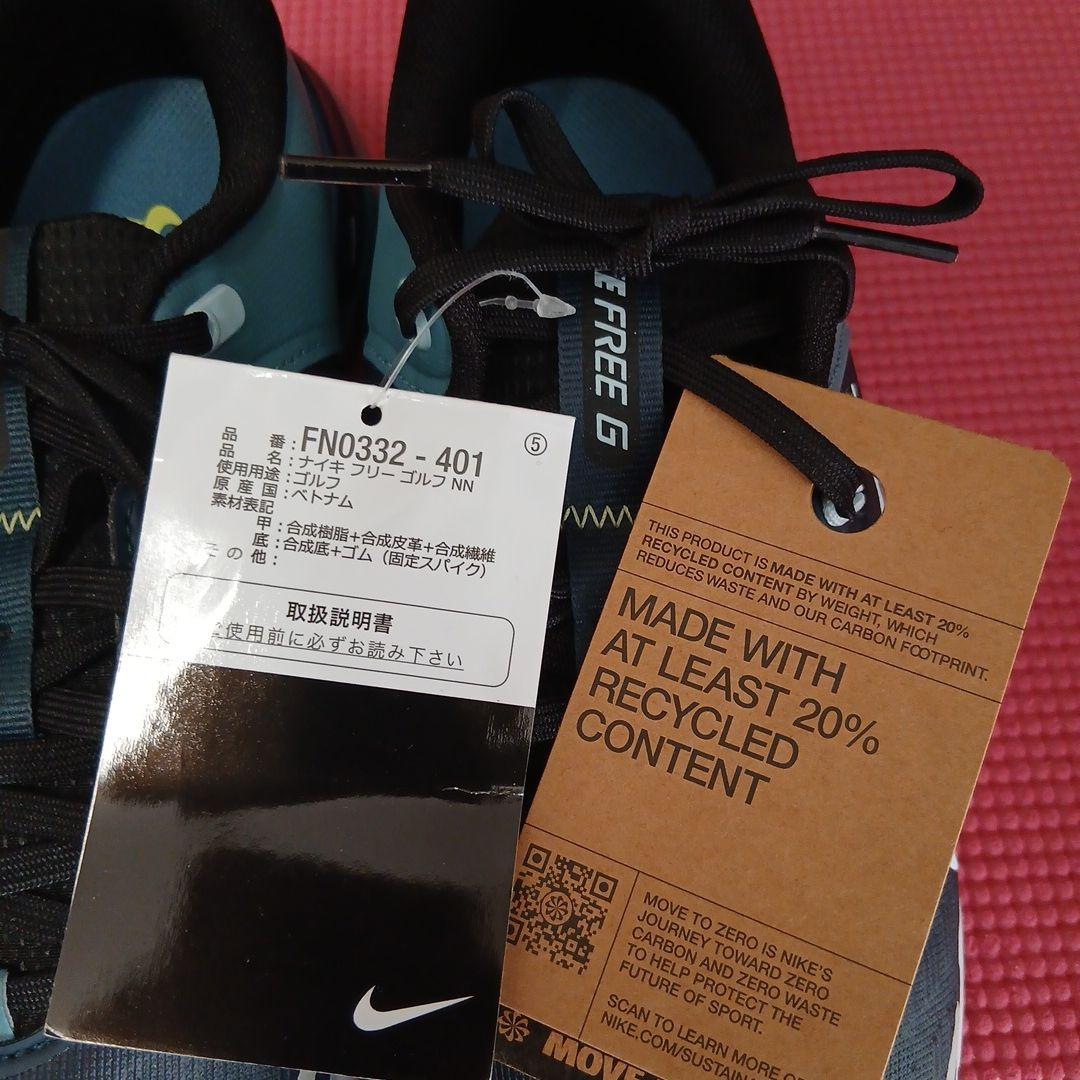 E FREE G
品番:FN0332-401
⑤
品名:ナイキ フリー ゴルフ NN
使用用途:ゴルフ
原産国:ベトナム
素材表記
甲:合成樹脂+合成皮革+合成繊維
底:合成底+ゴム(固定スパイク)
その他:
取扱説明書
使用前に必ずお読み下さい
THIS PRODUCT IS MADE WITH AT LEAST 20%
RECYCLED CONTENT BY WEIGHT, WHICH
REDUCES WASTE AND OUR CARBON FOOTPRINT.
MADE WITH
AT LEAST 20%
RECYCLED
CONTENT
MOVE TO ZERO IS NIKE'S
JOURNEY TOWARD ZERO
CARBON AND ZERO WASTE
TO HELP PROTECT THE
FUTURE OF SPORT.
SCAN TO LEARN MORE O
NIKE.COM/SUSTAINA
MOVE